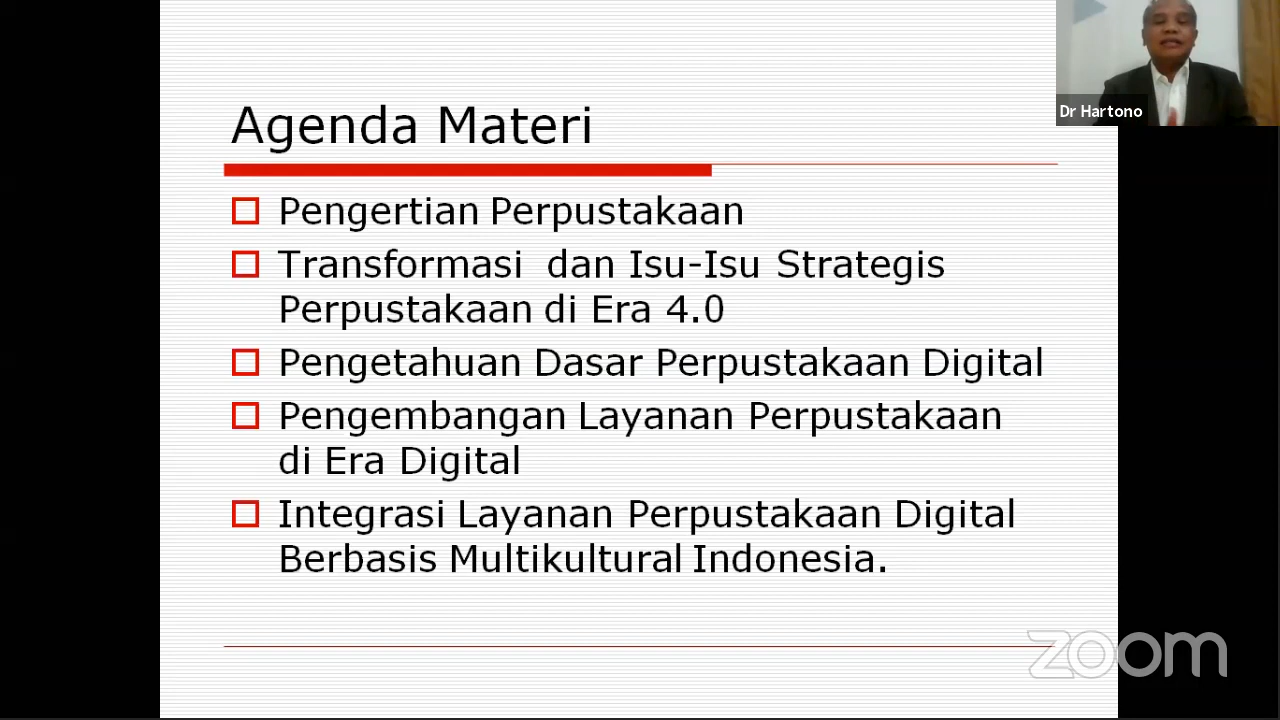 Agenda Materi
Pengertian Perpustakaan
Transformasi dan Isu-Isu Strategis
Perpustakaan di Era 4.0
Pengetahuan Dasar Perpustakaan Digital
Pengembangan Layanan Perpustakaan
di Era Digital
Integrasi Layanan Perpustakaan Digital
Berbasis Multikultural Indonesia.
Dr Hartono
zoom